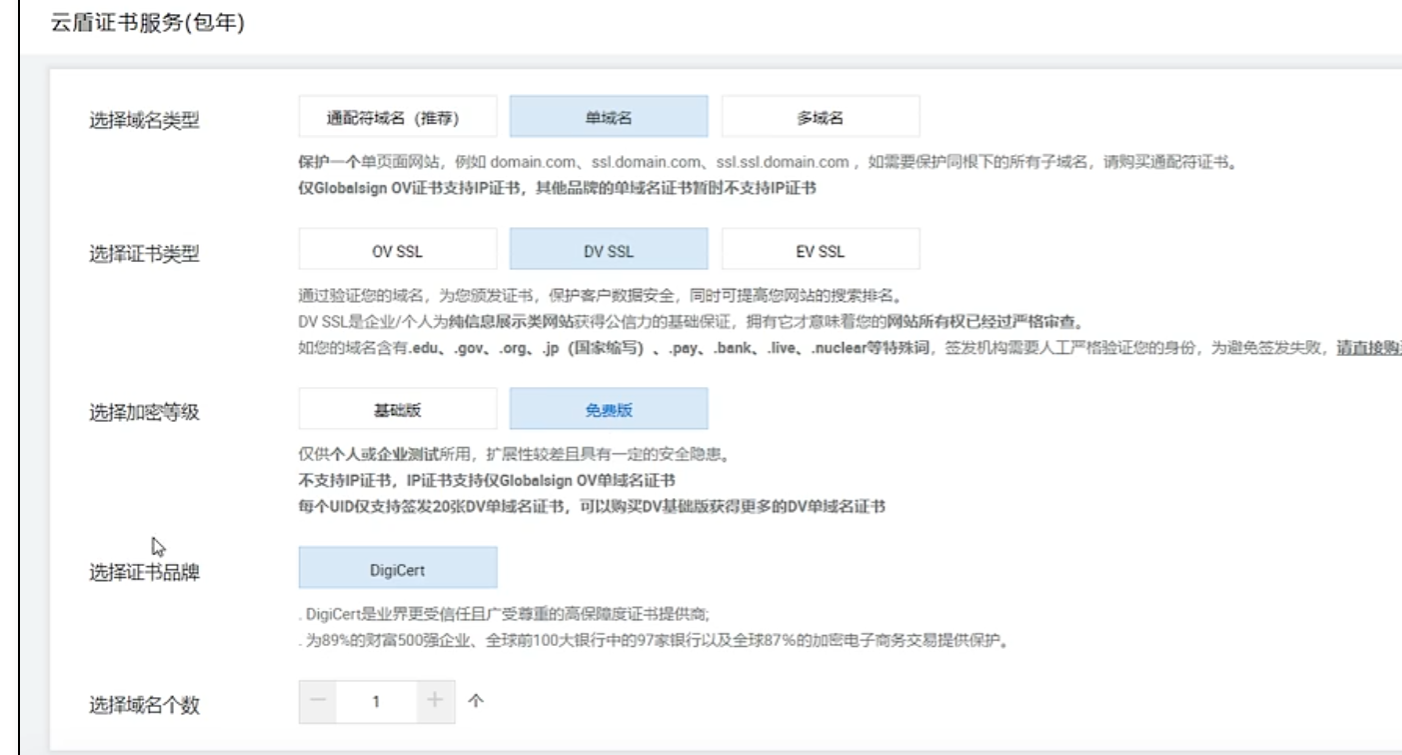 云盾证书服务(包年)
选择域名类型
通配符域名（推荐） 单域名 多域名
保护一个单页面网站，例如 domain.com、ssl.domain.com、ssl.ssl.domain.com ，如需要保护同根下的所有子域名，请购买通配符证书。
仅Globalsign OV证书支持IP证书，其他品牌的单域名证书暂时不支持IP证书
选择证书类型
OV SSL DV SSL EV SSL
通过验证您的域名，为您颁发证书，保护客户数据安全，同时可提高您网站的搜索排名。
DV SSL是企业/个人为纯信息展示类网站获得公信力的基础保证，拥有它才意味着您的网站所有权已经过严格审查。
如您的域名含有.edu、.gov、.org、.jp（国家缩写）、.pay、.bank、.live、.nuclear等特殊词，签发机构需要人工严格验证您的身份，为避免签发失败，请直接购
选择加密等级
基础版 免费版
仅供个人或企业测试所用，扩展性较差且具有一定的安全隐患。
不支持IP证书，IP证书支持仅Globalsign OV单域名证书
每个UID仅支持签发20张DV单域名证书，可以购买DV基础版获得更多的DV单域名证书
选择证书品牌
DigiCert
. DigiCert是业界更受信任且广受尊重的高保障度证书提供商;
. 为89%的财富500强企业、全球前100大银行中的97家银行以及全球87%的加密电子商务交易提供保护。
选择域名个数
− 1 + 个